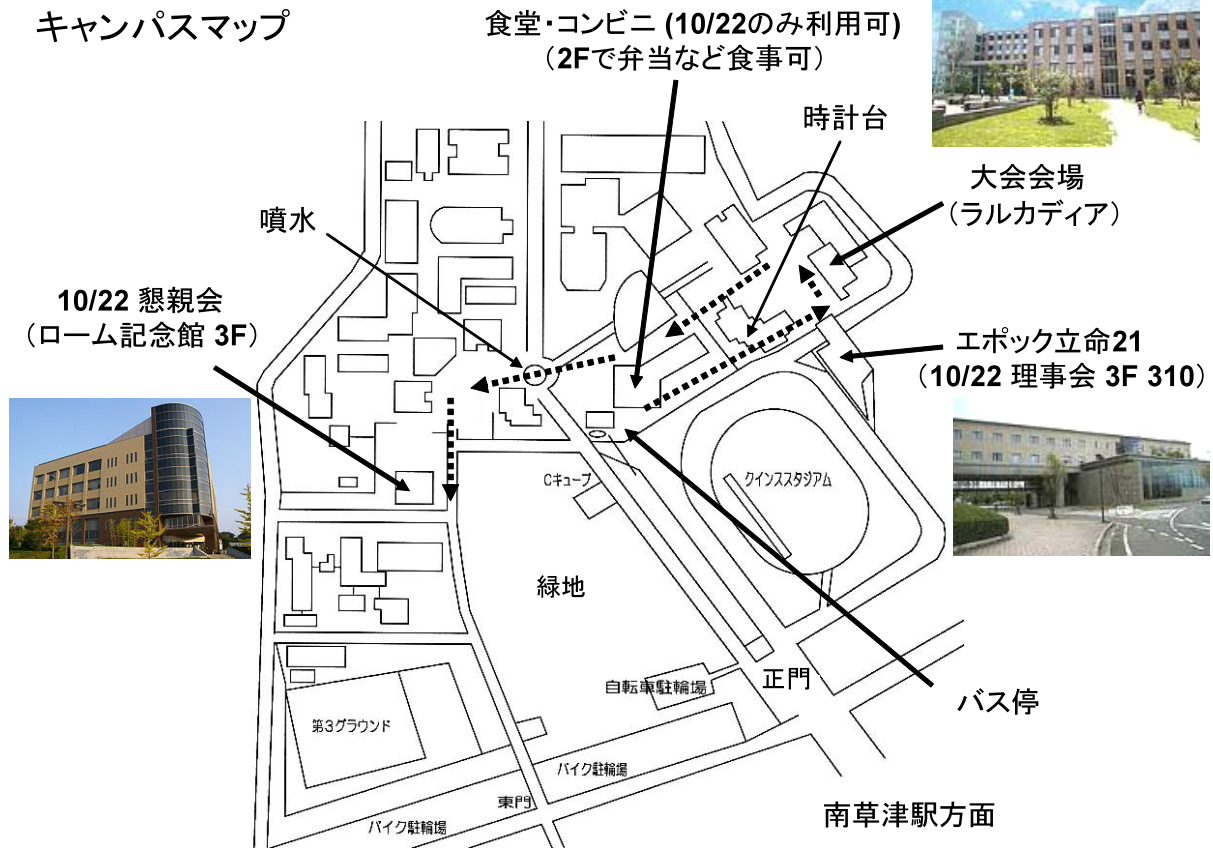 キャンパスマップ
食堂・コンビニ (10/22のみ利用可)
（2Fで弁当など食事可）
時計台
大会会場
（ラルカディア）
噴水
10/22 懇親会
（ローム記念館 3F）
エポック立命21
（10/22 理事会 3F 310）
Cキューブ
クインススタジアム
緑地
自転車駐輪場
正門
バス停
第3グラウンド
バイク駐輪場
東門
バイク駐輪場
南草津駅方面